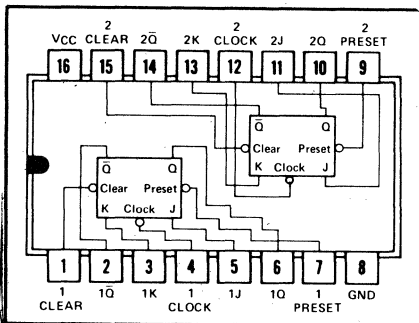 2 2 2
VCC CLEAR 2Q̅ 2K CLOCK 2J 2Q PRESET
16 15 14 13 12 11 10 9
Q̅ Q
Clear Preset
K Clock J
Q̅ Q
Clear Preset
K Clock J
1 2 3 4 5 6 7 8
1 1Q̅ 1K 1 1J 1Q 1 GND
CLEAR CLOCK PRESET